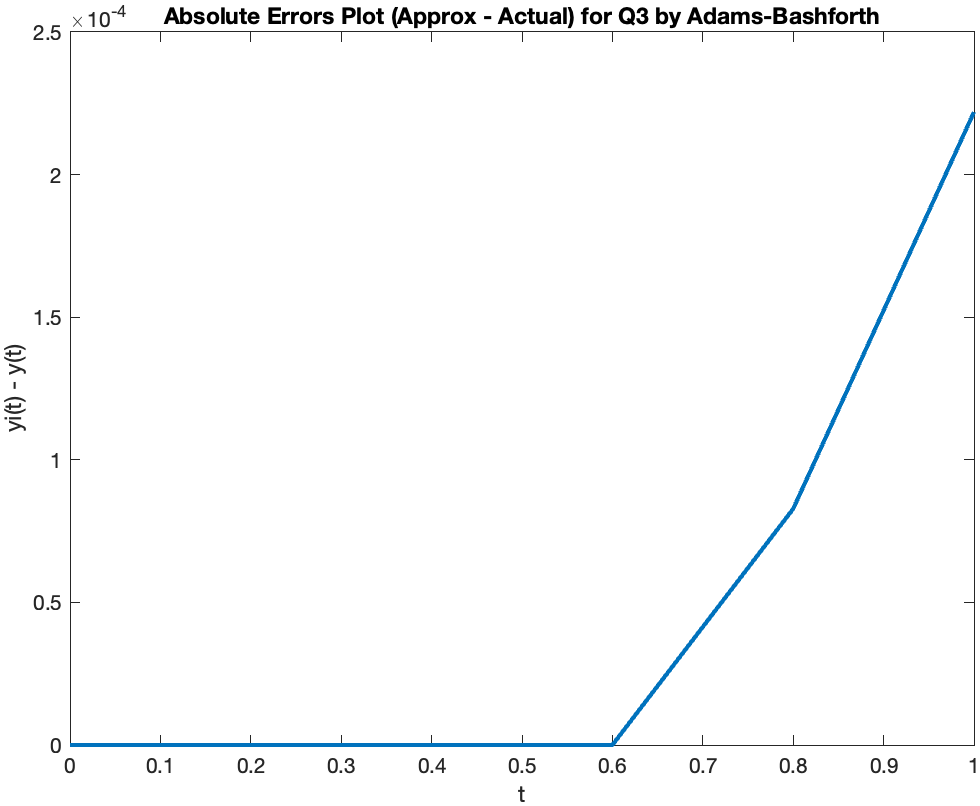 Absolute Errors Plot (Approx - Actual) for Q3 by Adams-Bashforth
×10-4
2.5
2
1.5
1
0.5
0
yi(t) - y(t)
0 0.1 0.2 0.3 0.4 0.5 0.6 0.7 0.8 0.9 1
t